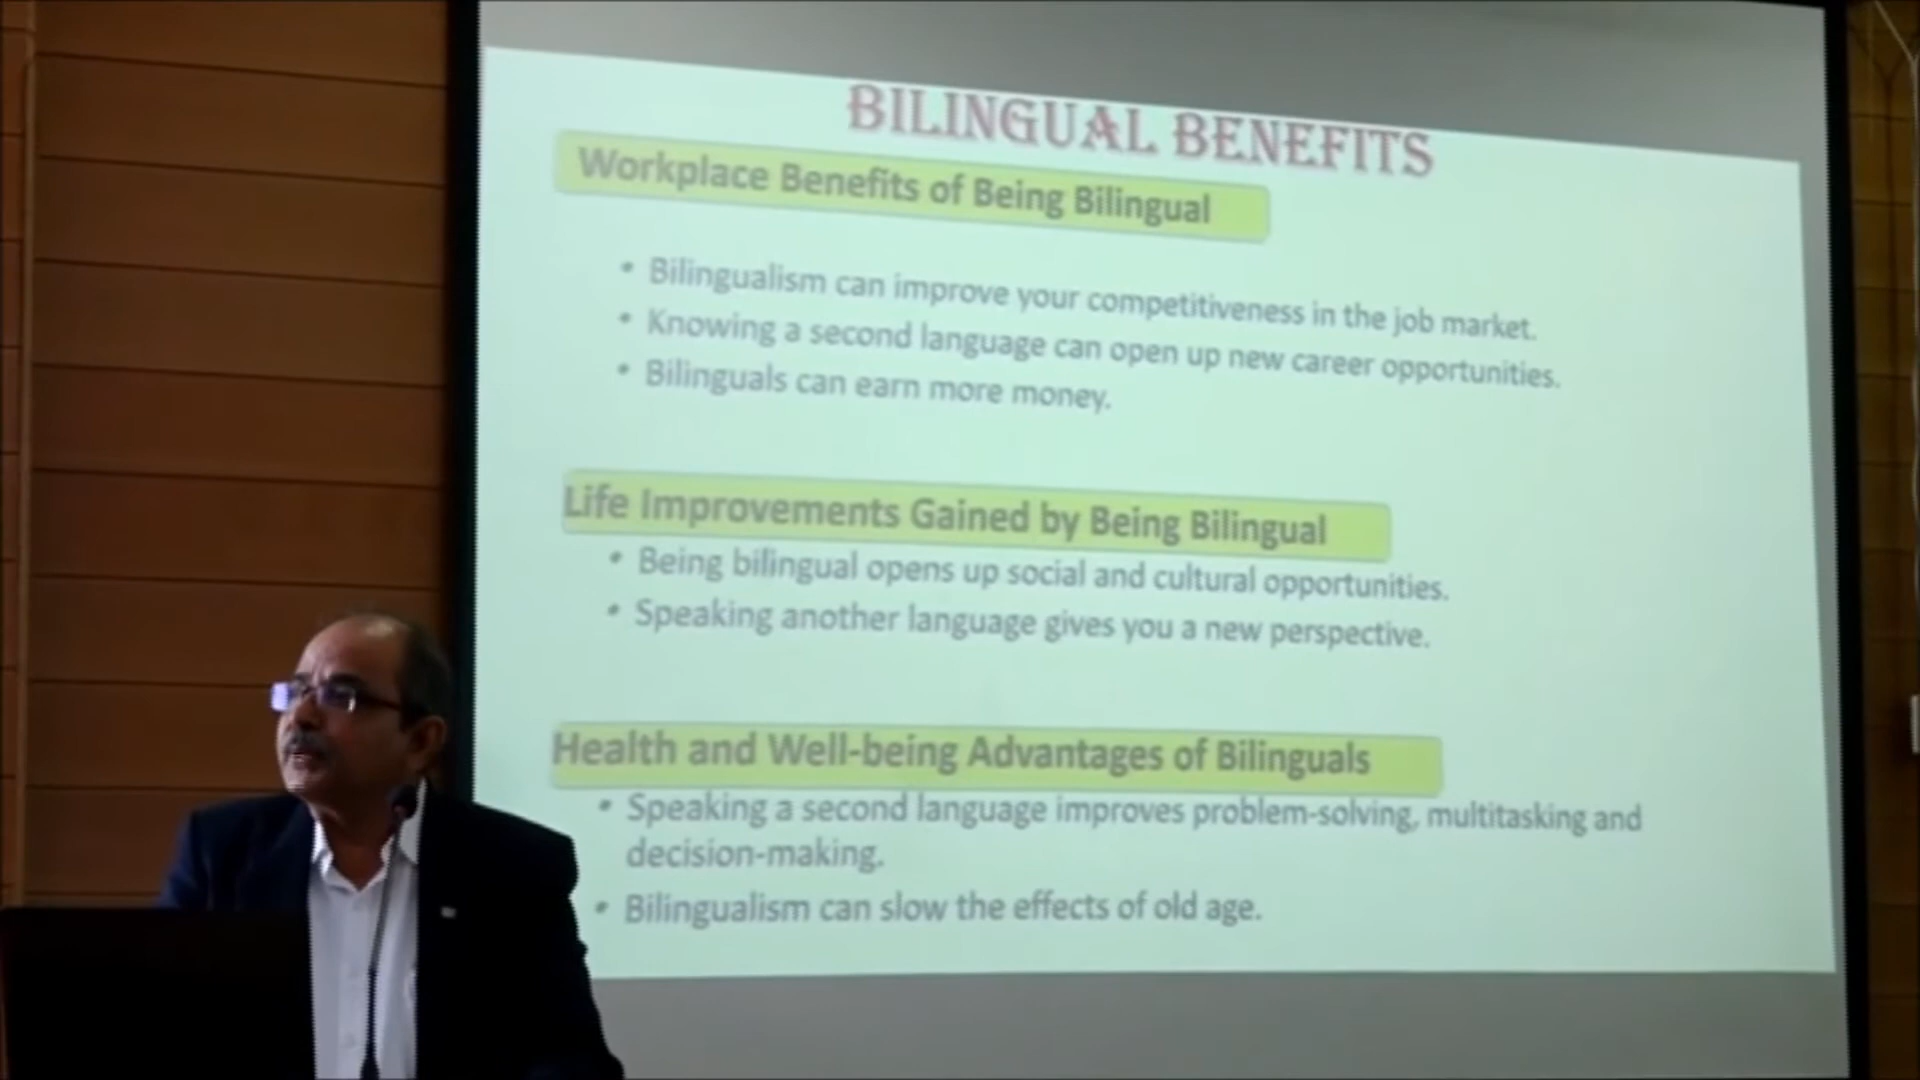 BILINGUAL BENEFITS
Workplace Benefits of Being Bilingual
• Bilingualism can improve your competitiveness in the job market.
• Knowing a second language can open up new career opportunities.
• Bilinguals can earn more money.
Life Improvements Gained by Being Bilingual
• Being bilingual opens up social and cultural opportunities.
• Speaking another language gives you a new perspective.
Health and Well-being Advantages of Bilinguals
• Speaking a second language improves problem-solving, multitasking and
decision-making.
• Bilingualism can slow the effects of old age.